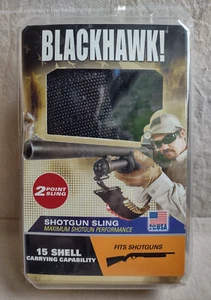 BLACKHAWK!
2 POINT
SLING
SHOTGUN SLING
MAXIMUM SHOTGUN PERFORMANCE
USA
15 SHELL
CARRYING CAPABILITY
FITS SHOTGUNS